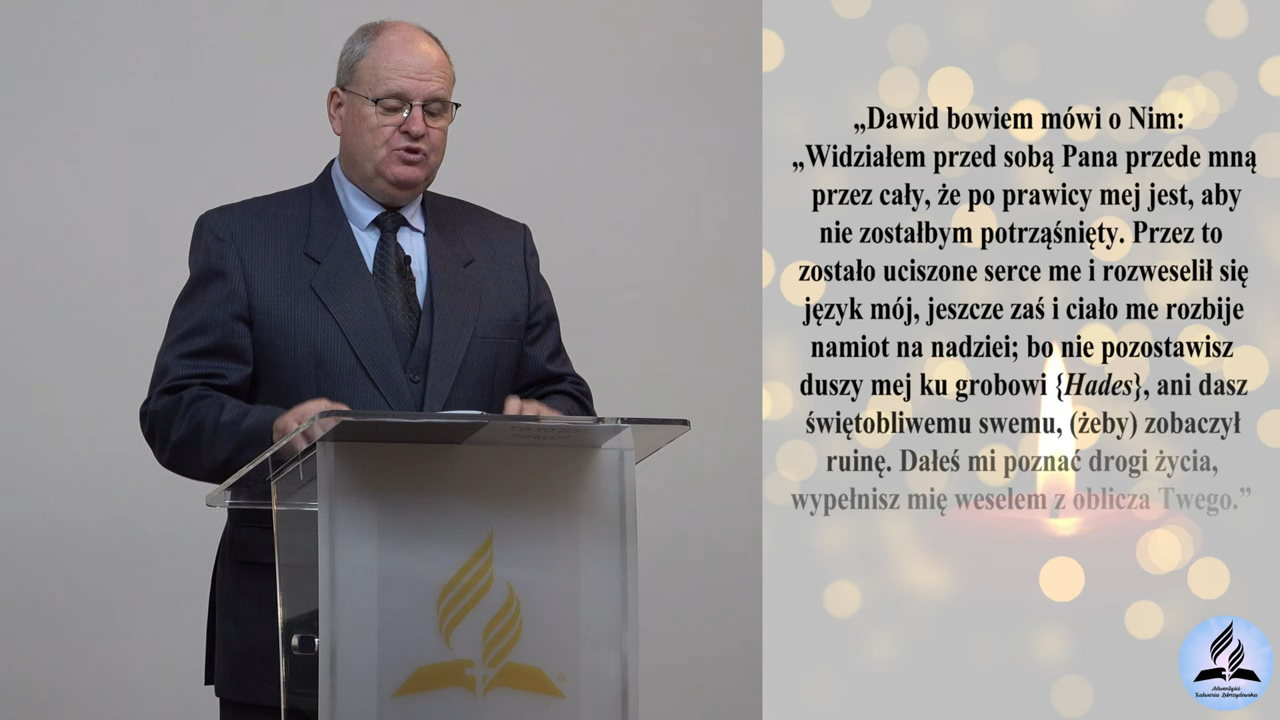 „Dawid bowiem mówi o Nim:
„Widziałem przed sobą Pana przede mną
przez cały, że po prawicy mej jest, aby
nie zostałbym potrząśnięty. Przez to
zostało uciszone serce me i rozweselił się
język mój, jeszcze zaś i ciało me rozbije
namiot na nadziei; bo nie pozostawisz
duszy mej ku grobowi {Hades}, ani dasz
świętobliwemu swemu, (żeby) zobaczył
ruinę. Dałeś mi poznać drogi życia,
wypełnisz mię weselem z oblicza Twego.”
Adwentyści
Kalwaria Zebrzydowska